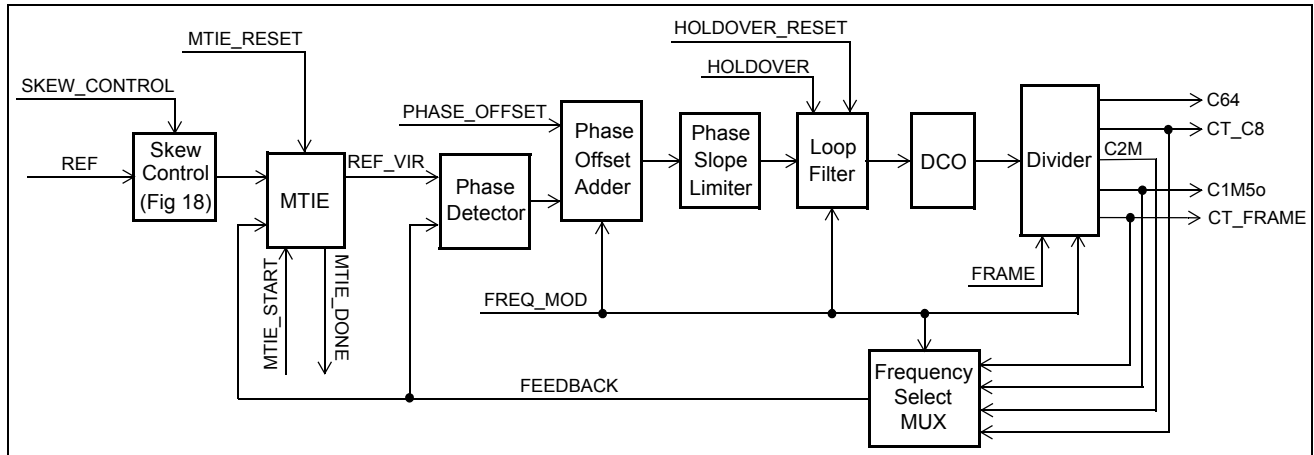 MTIE_RESET
HOLDOVER_RESET
HOLDOVER
SKEW_CONTROL
PHASE_OFFSET
REF
Skew
Control
(Fig 18)
MTIE
REF_VIR
Phase
Detector
Phase
Offset
Adder
Phase
Slope
Limiter
Loop
Filter
DCO
Divider
C64
CT_C8
C2M
C1M5o
CT_FRAME
MTIE_START
MTIE_DONE
FRAME
FREQ_MOD
FEEDBACK
Frequency
Select
MUX